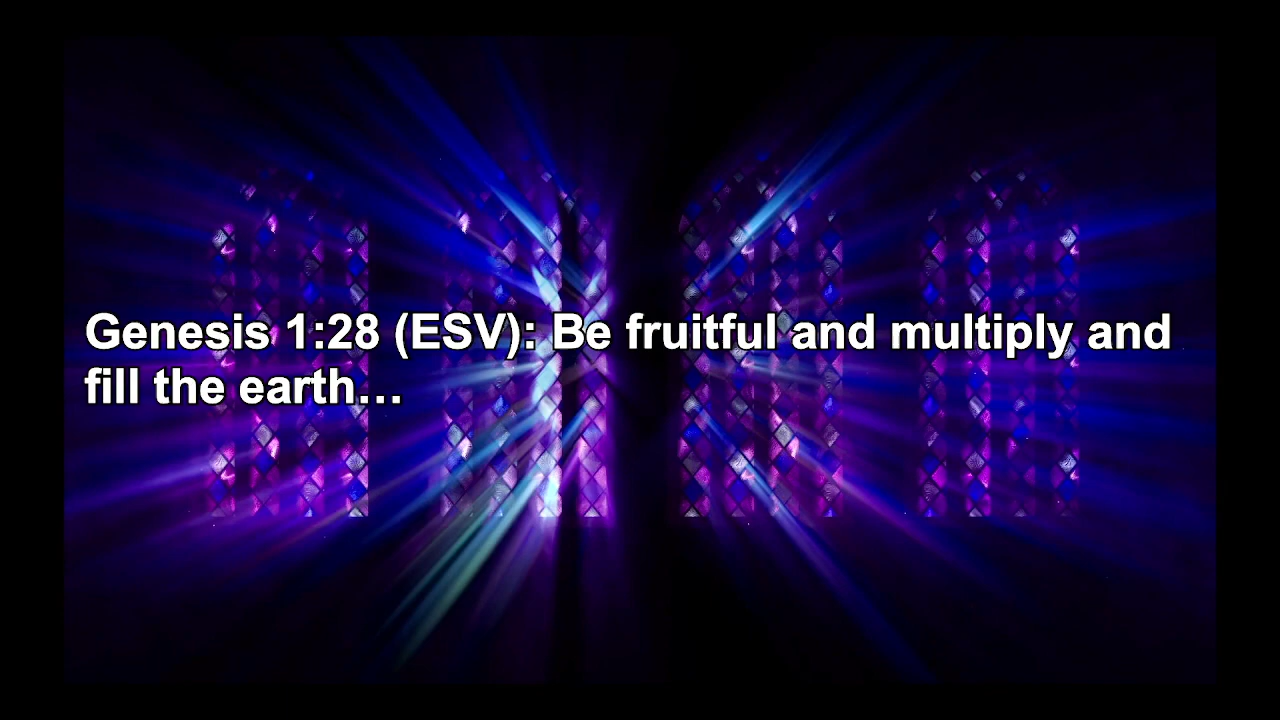 Genesis 1:28 (ESV): Be fruitful and multiply and
fill the earth…